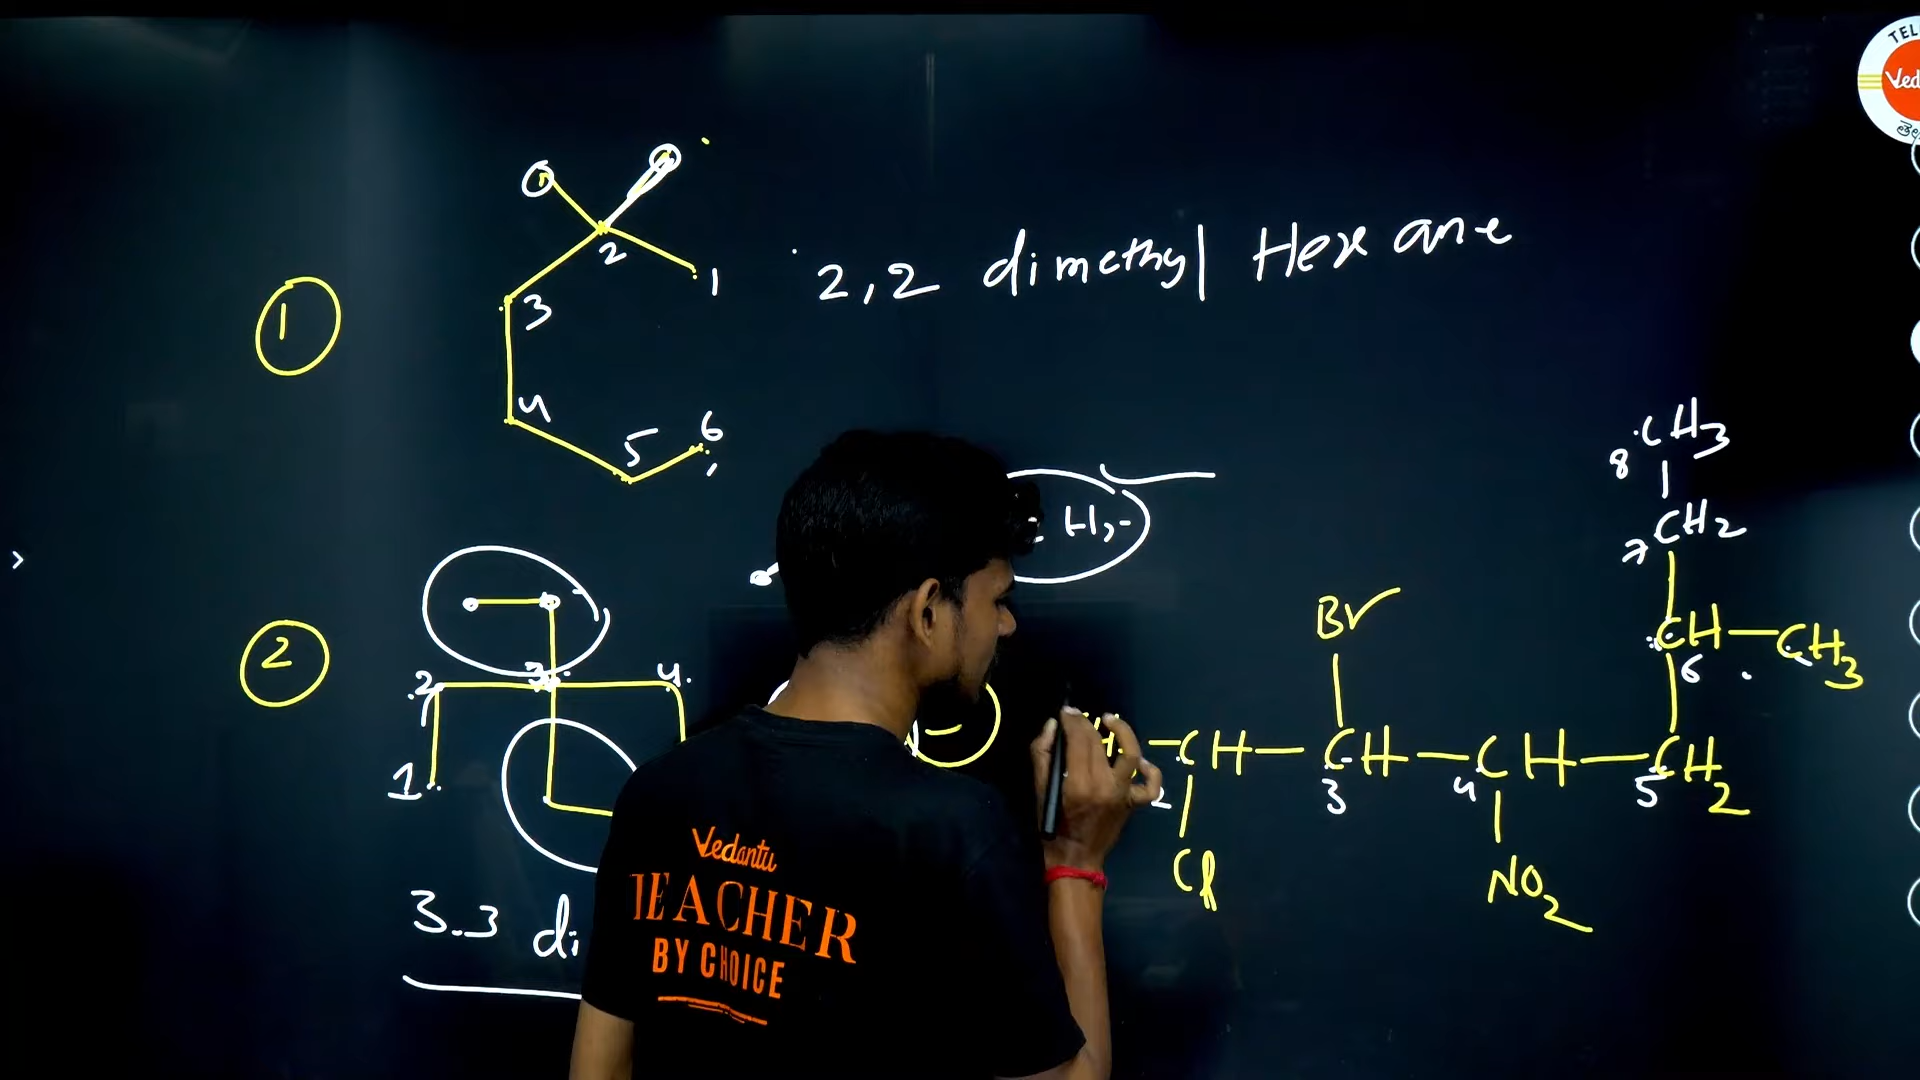 TEL
Ved
తెల
2
1
3
4
5
6
2,2 dimethyl Hexane
1
2
2
3
4
1
3.3 di
H2-
8 CH3
7 CH2
CH-CH3
6
Br
-CH-CH-CH-CH2
2 3 4 5
Cl
NO2
Vedantu
TEACHER
BY CHOICE